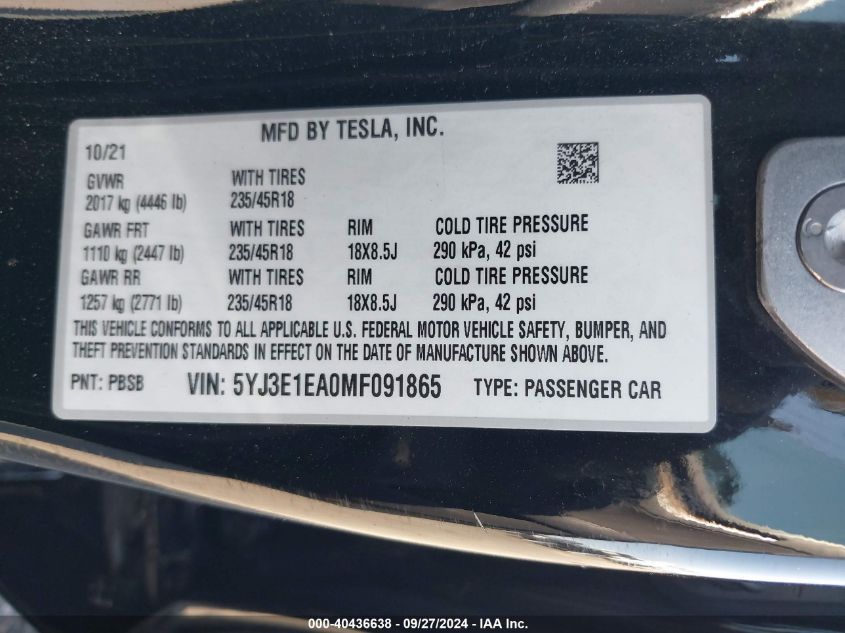 MFD BY TESLA, INC.
10/21
GVWR WITH TIRES
2017 kg (4446 lb) 235/45R18
GAWR FRT WITH TIRES RIM COLD TIRE PRESSURE
1110 kg (2447 lb) 235/45R18 18X8.5J 290 kPa, 42 psi
GAWR RR WITH TIRES RIM COLD TIRE PRESSURE
1257 kg (2771 lb) 235/45R18 18X8.5J 290 kPa, 42 psi
THIS VEHICLE CONFORMS TO ALL APPLICABLE U.S. FEDERAL MOTOR VEHICLE SAFETY, BUMPER, AND
THEFT PREVENTION STANDARDS IN EFFECT ON THE DATE OF MANUFACTURE SHOWN ABOVE.
PNT: PBSB VIN: 5YJ3E1EA0MF091865 TYPE: PASSENGER CAR
000-40436638 - 09/27/2024 - IAA Inc.